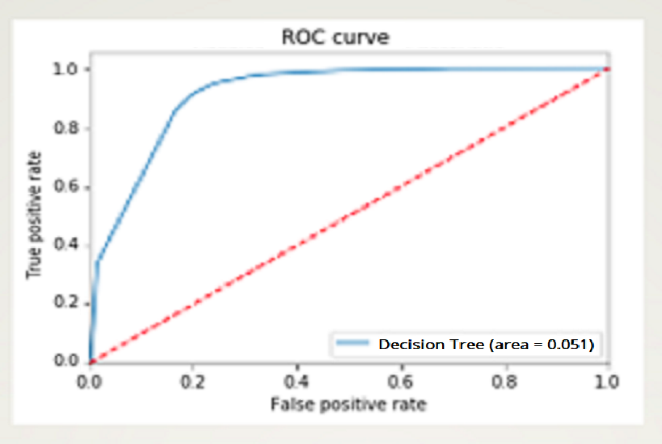 ROC curve
1.0
0.8
0.6
0.4
0.2
0.0
True positive rate
Decision Tree (area = 0.051)
0.0 0.2 0.4 0.6 0.8 1.0
False positive rate